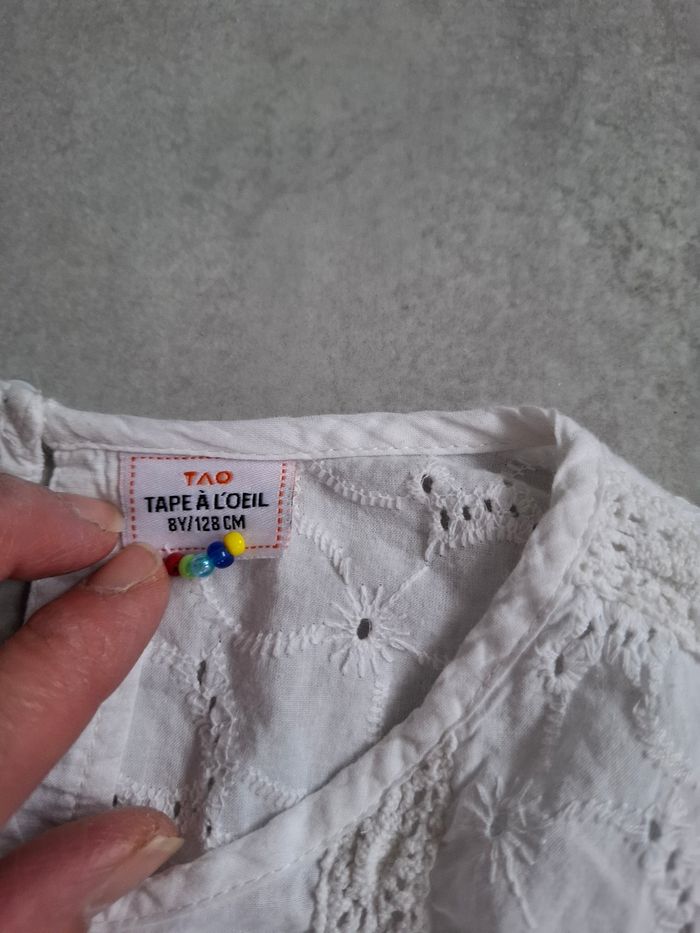 TAO
TAPE À L'OEIL
8Y/128 CM